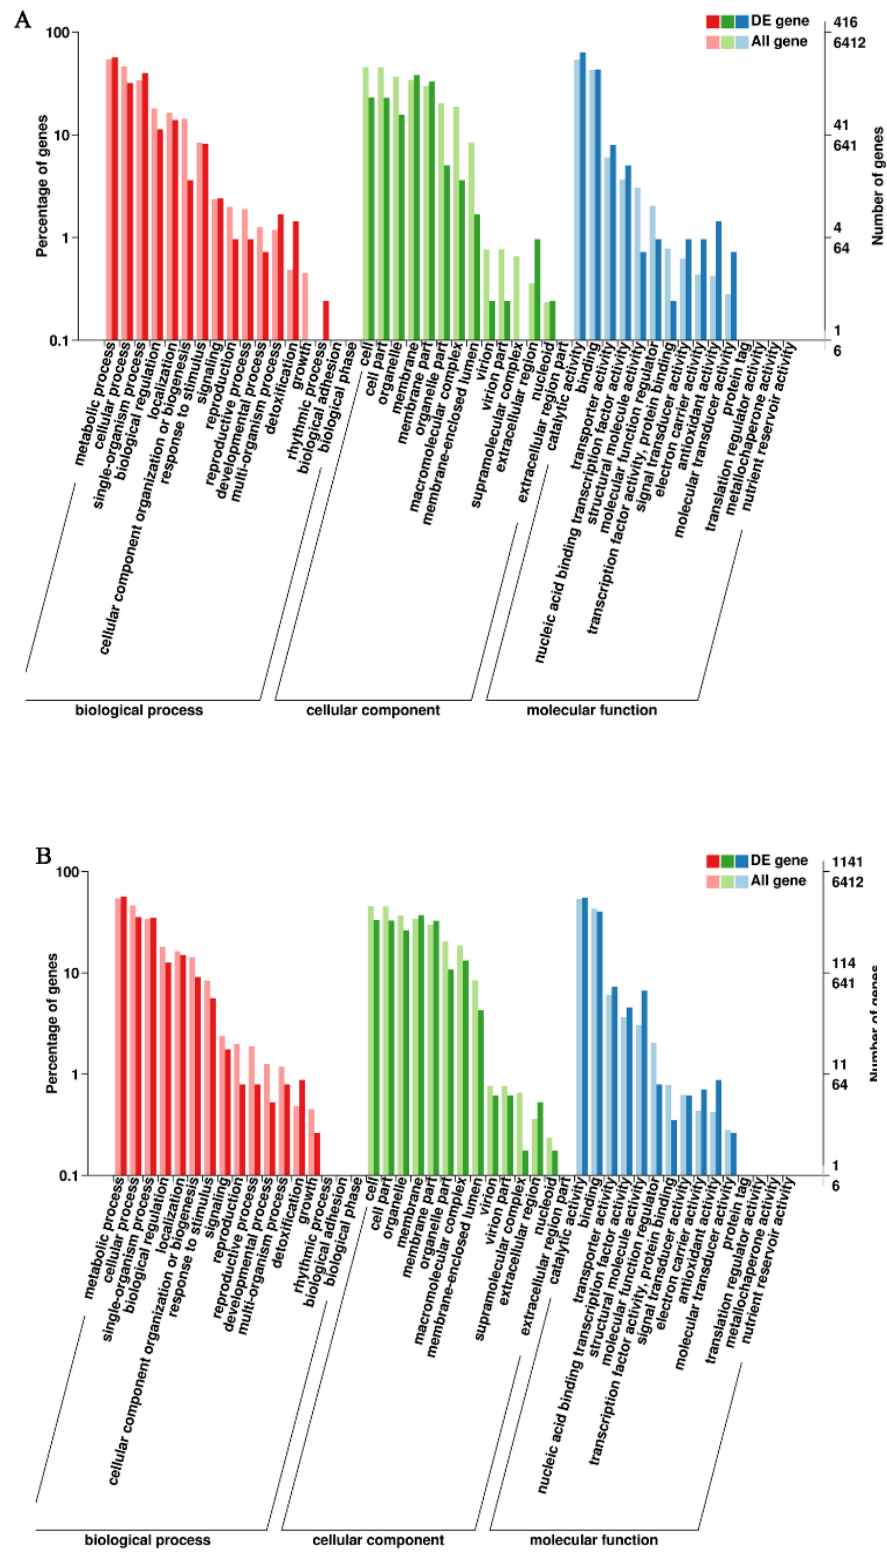 A
DE gene
All gene
416
6412
100
10
1
0.1
Percentage of genes
41
641
4
64
1
6
Number of genes
metabolic process
cellular process
single-organism process
biological regulation
localization
cellular component organization or biogenesis
response to stimulus
signaling
reproduction
reproductive process
developmental process
multi-organism process
detoxification
growth
rhythmic process
biological adhesion
biological phase
cell
cell part
organelle
membrane
membrane part
organelle part
macromolecular complex
membrane-enclosed lumen
virion
virion part
supramolecular complex
extracellular region
nucleoid
extracellular region part
catalytic activity
binding
transporter activity
nucleic acid binding transcription factor activity
structural molecule activity
molecular function regulator
transcription factor activity, protein binding
signal transducer activity
electron carrier activity
antioxidant activity
molecular transducer activity
protein tag
translation regulator activity
metallochaperone activity
nutrient reservoir activity
biological process
cellular component
molecular function
B
DE gene
All gene
1141
6412
100
10
1
0.1
Percentage of genes
114
641
11
64
1
6
Number of genes
metabolic process
cellular process
single-organism process
biological regulation
localization
cellular component organization or biogenesis
response to stimulus
signaling
reproduction
reproductive process
developmental process
multi-organism process
detoxification
growth
rhythmic process
biological adhesion
biological phase
cell
cell part
organelle
membrane
membrane part
organelle part
macromolecular complex
membrane-enclosed lumen
virion
virion part
supramolecular complex
extracellular region
nucleoid
extracellular region part
catalytic activity
binding
transporter activity
nucleic acid binding transcription factor activity
structural molecule activity
molecular function regulator
transcription factor activity, protein binding
signal transducer activity
electron carrier activity
antioxidant activity
molecular transducer activity
protein tag
translation regulator activity
metallochaperone activity
nutrient reservoir activity
biological process
cellular component
molecular function